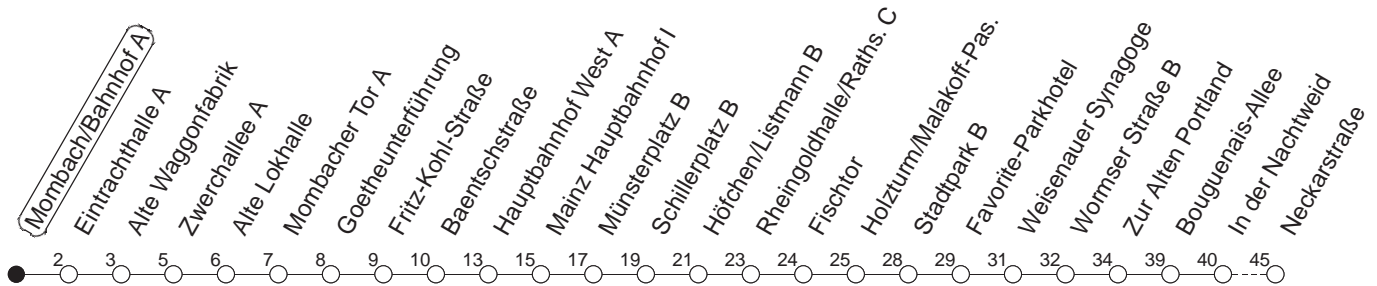 Mombach/Bahnhof A
Eintrachthalle A
Alte Waggonfabrik
Zwerchallee A
Alte Lokhalle
Mombacher Tor A
Goetheunterführung
Fritz-Kohl-Straße
Baentschstraße
Hauptbahnhof West A
Mainz Hauptbahnhof I
Münsterplatz B
Schillerplatz B
Höfchen/Listmann B
Rheingoldhalle/Raths. C
Fischtor
Holzturm/Malakoff-Pas.
Stadtpark B
Favorite-Parkhotel
Weisenauer Synagoge
Wormser Straße B
Zur Alten Portland
Bouguenais-Allee
In der Nachtweid
Neckarstraße
2 3 5 6 7 8 9 10 13 15 17 19 21 23 24 25 28 29 31 32 34 39 40 45